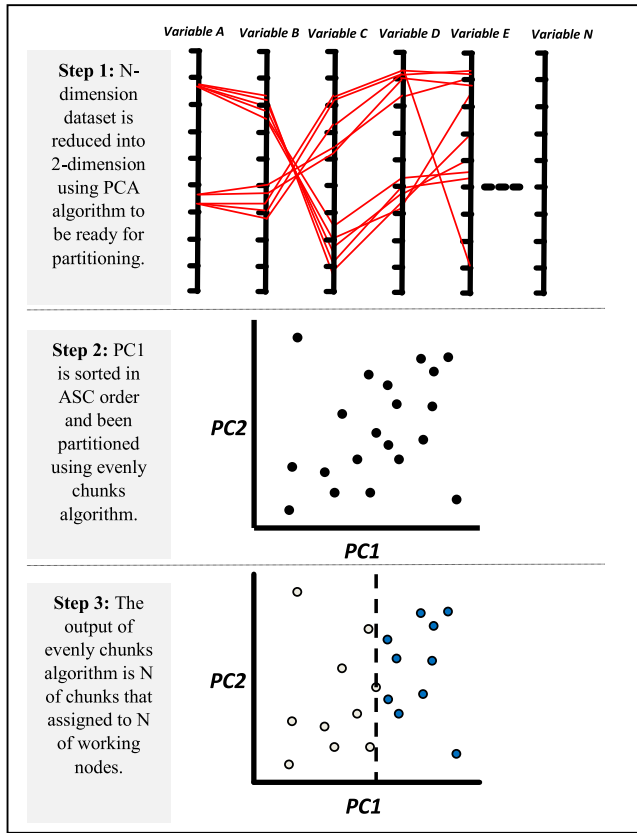 Variable A Variable B Variable C Variable D Variable E Variable N
Step 1: N-
dimension
dataset is
reduced into
2-dimension
using PCA
algorithm to
be ready for
partitioning.
Step 2: PC1
is sorted in
ASC order
and been
partitioned
using evenly
chunks
algorithm.
PC2
PC1
Step 3: The
output of
evenly chunks
algorithm is N
of chunks that
assigned to N
of working
nodes.
PC2
PC1